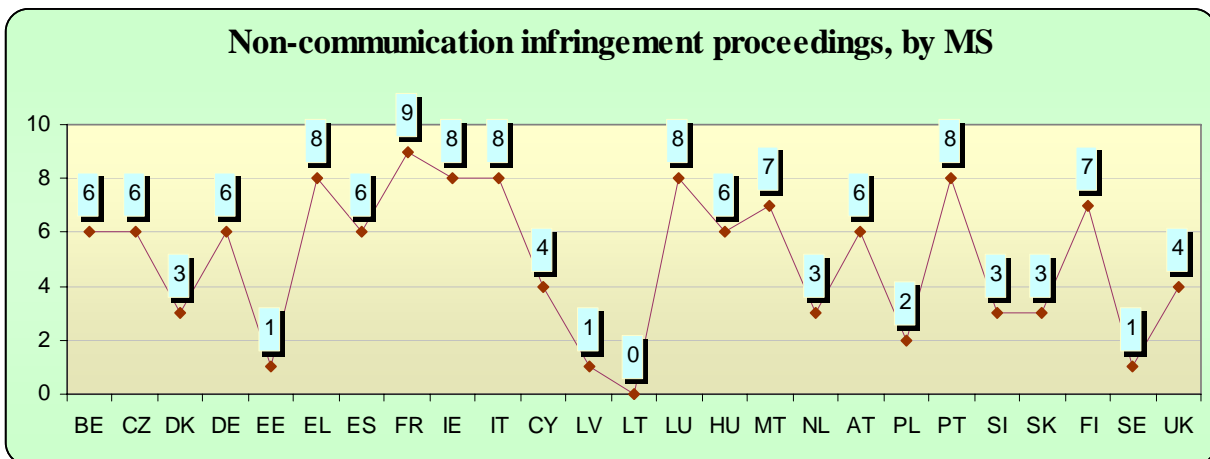 Non-communication infringement proceedings, by MS
10
8
6
4
2
0
6 6 3 6 1 8 6 9 8 8 4 1 0 8 6 7 3 6 2 8 3 3 7 1 4
BE CZ DK DE EE EL ES FR IE IT CY LV LT LU HU MT NL AT PL PT SI SK FI SE UK